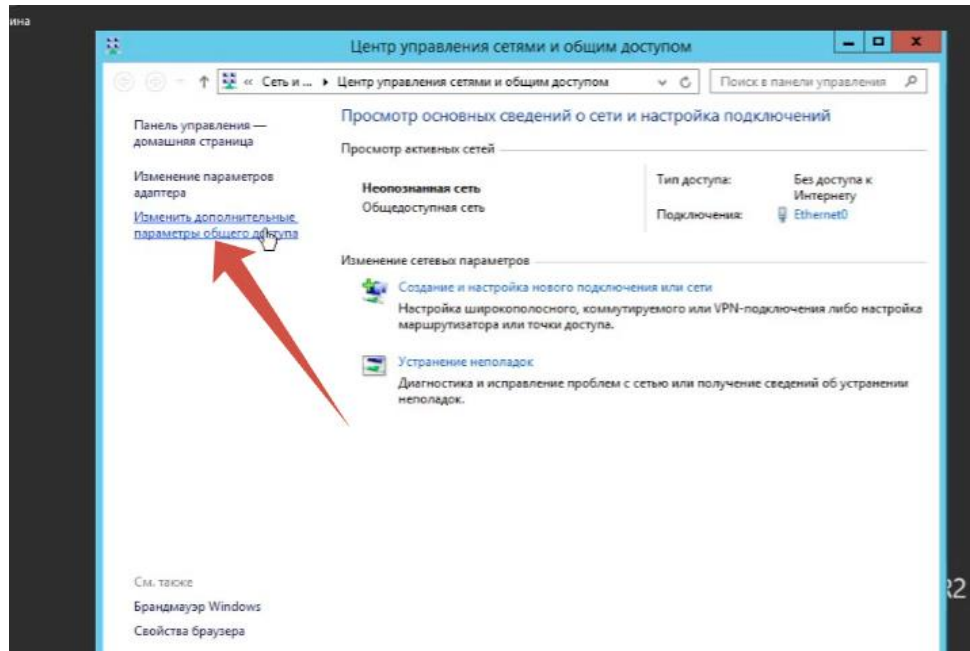 ина
Центр управления сетями и общим доступом
« Сеть и ... ▸ Центр управления сетями и общим доступом
Поиск в панели управления
Панель управления —
домашняя страница
Изменение параметров
адаптера
Изменить дополнительные
параметры общего доступа
Просмотр основных сведений о сети и настройка подключений
Просмотр активных сетей
Неопознанная сеть
Общедоступная сеть
Тип доступа: Без доступа к
Интернету
Подключения: Ethernet0
Изменение сетевых параметров
Создание и настройка нового подключения или сети
Настройка широкополосного, коммутируемого или VPN-подключения либо настройка
маршрутизатора или точки доступа.
Устранение неполадок
Диагностика и исправление проблем с сетью или получение сведений об устранении
неполадок.
См. также
Брандмауэр Windows
Свойства браузера
R2